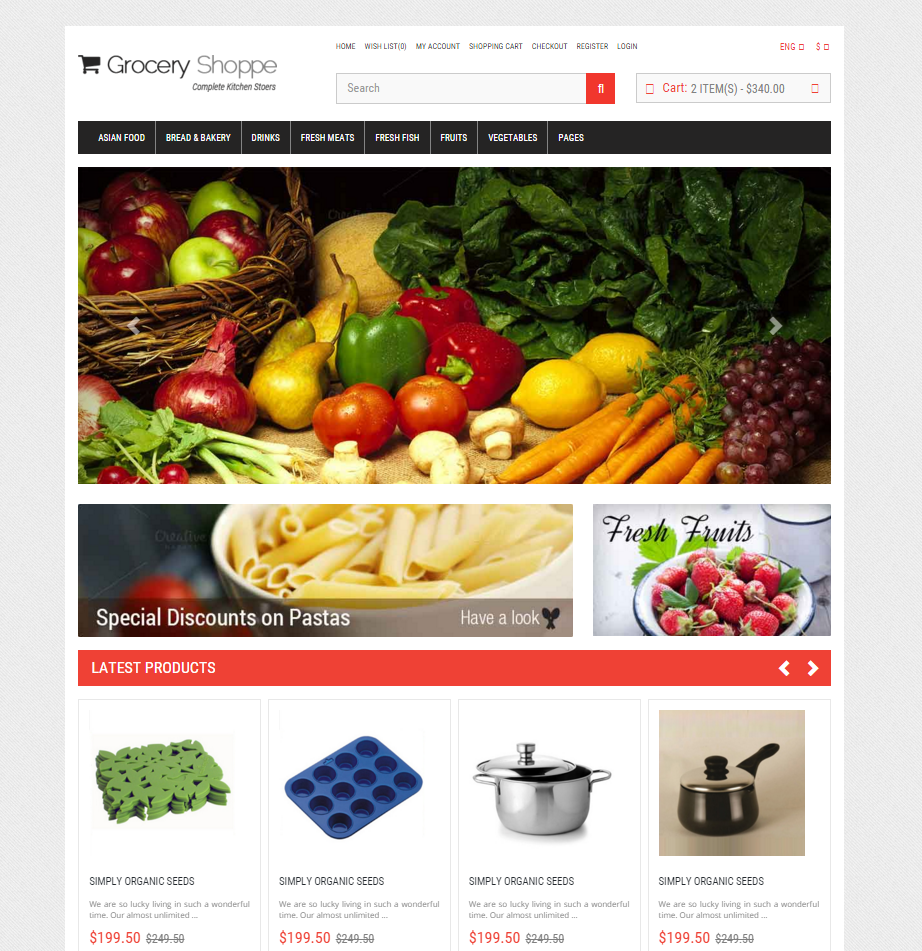 HOME WISH LIST(0) MY ACCOUNT SHOPPING CART CHECKOUT REGISTER LOGIN
ENG $
Grocery Shoppe
Complete Kitchen Stoers
Search
Cart: 2 ITEM(S) - $340.00
ASIAN FOOD BREAD & BAKERY DRINKS FRESH MEATS FRESH FISH FRUITS VEGETABLES PAGES
Creative
Special Discounts on Pastas
Have a look
Fresh Fruits
LATEST PRODUCTS
SIMPLY ORGANIC SEEDS
We are so lucky living in such a wonderful
time. Our almost unlimited ...
$199.50 $249.50
SIMPLY ORGANIC SEEDS
We are so lucky living in such a wonderful
time. Our almost unlimited ...
$199.50 $249.50
SIMPLY ORGANIC SEEDS
We are so lucky living in such a wonderful
time. Our almost unlimited ...
$199.50 $249.50
SIMPLY ORGANIC SEEDS
We are so lucky living in such a wonderful
time. Our almost unlimited ...
$199.50 $249.50